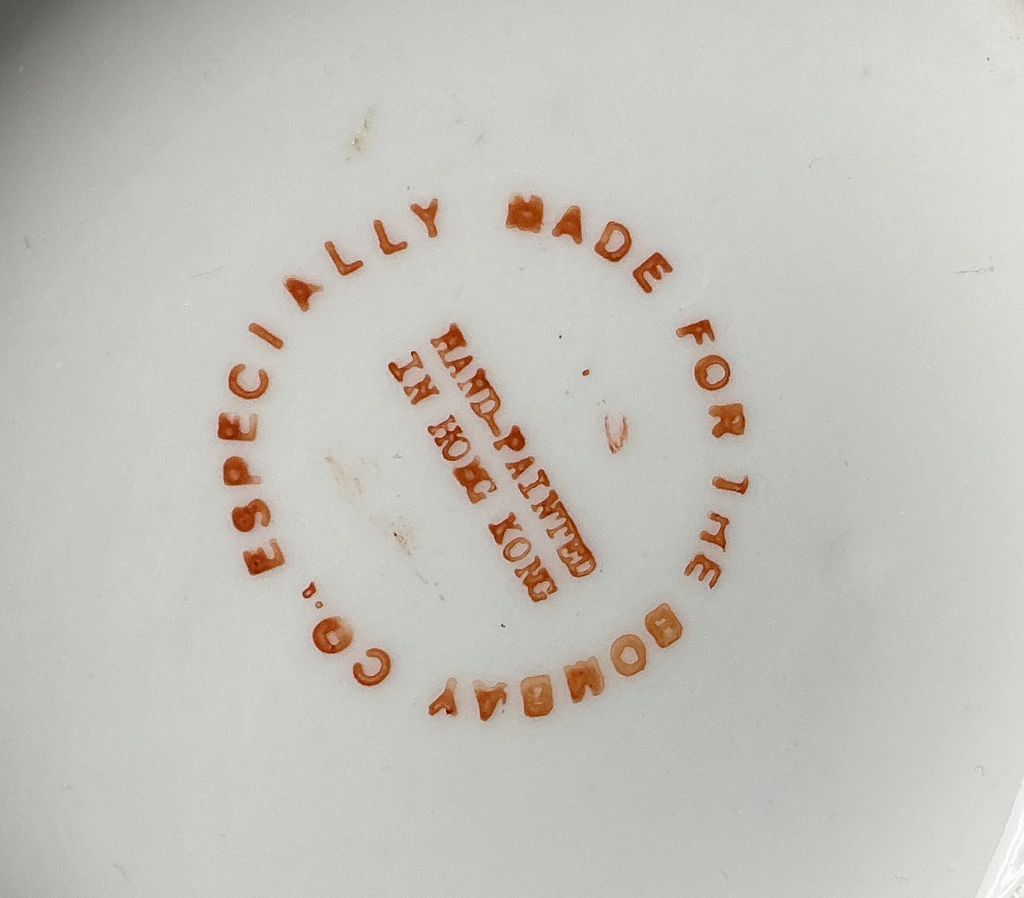 ESPECIALLY MADE FOR THE BOMBAY CO.,
HAND-PAINTED
IN HONG KONG